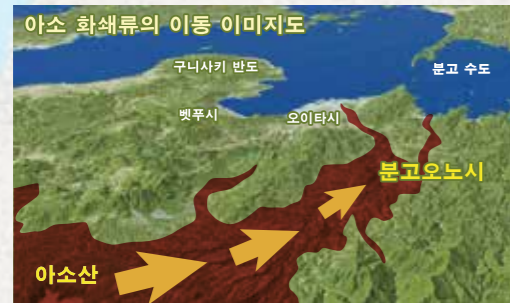 아소 화쇄류의 이동 이미지도
구니사키 반도
분고 수도
벳푸시
오이타시
분고오노시
아소산